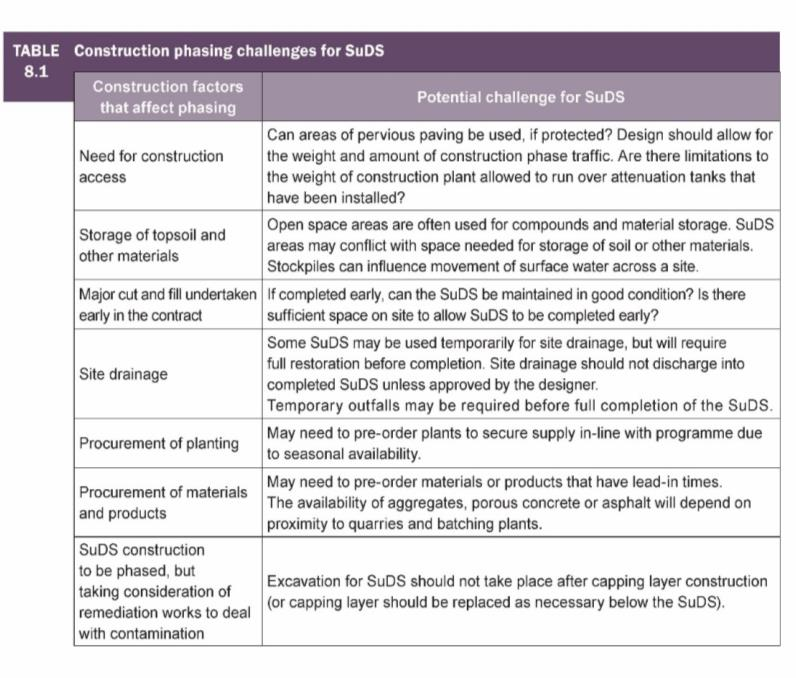 TABLE 8.1 Construction phasing challenges for SuDS
Construction factors
that affect phasing
Potential challenge for SuDS
Need for construction
access
Can areas of pervious paving be used, if protected? Design should allow for
the weight and amount of construction phase traffic. Are there limitations to
the weight of construction plant allowed to run over attenuation tanks that
have been installed?
Storage of topsoil and
other materials
Open space areas are often used for compounds and material storage. SuDS
areas may conflict with space needed for storage of soil or other materials.
Stockpiles can influence movement of surface water across a site.
Major cut and fill undertaken
early in the contract
If completed early, can the SuDS be maintained in good condition? Is there
sufficient space on site to allow SuDS to be completed early?
Site drainage
Some SuDS may be used temporarily for site drainage, but will require
full restoration before completion. Site drainage should not discharge into
completed SuDS unless approved by the designer.
Temporary outfalls may be required before full completion of the SuDS.
Procurement of planting
May need to pre-order plants to secure supply in-line with programme due
to seasonal availability.
Procurement of materials
and products
May need to pre-order materials or products that have lead-in times.
The availability of aggregates, porous concrete or asphalt will depend on
proximity to quarries and batching plants.
SuDS construction
to be phased, but
taking consideration of
remediation works to deal
with contamination
Excavation for SuDS should not take place after capping layer construction
(or capping layer should be replaced as necessary below the SuDS).